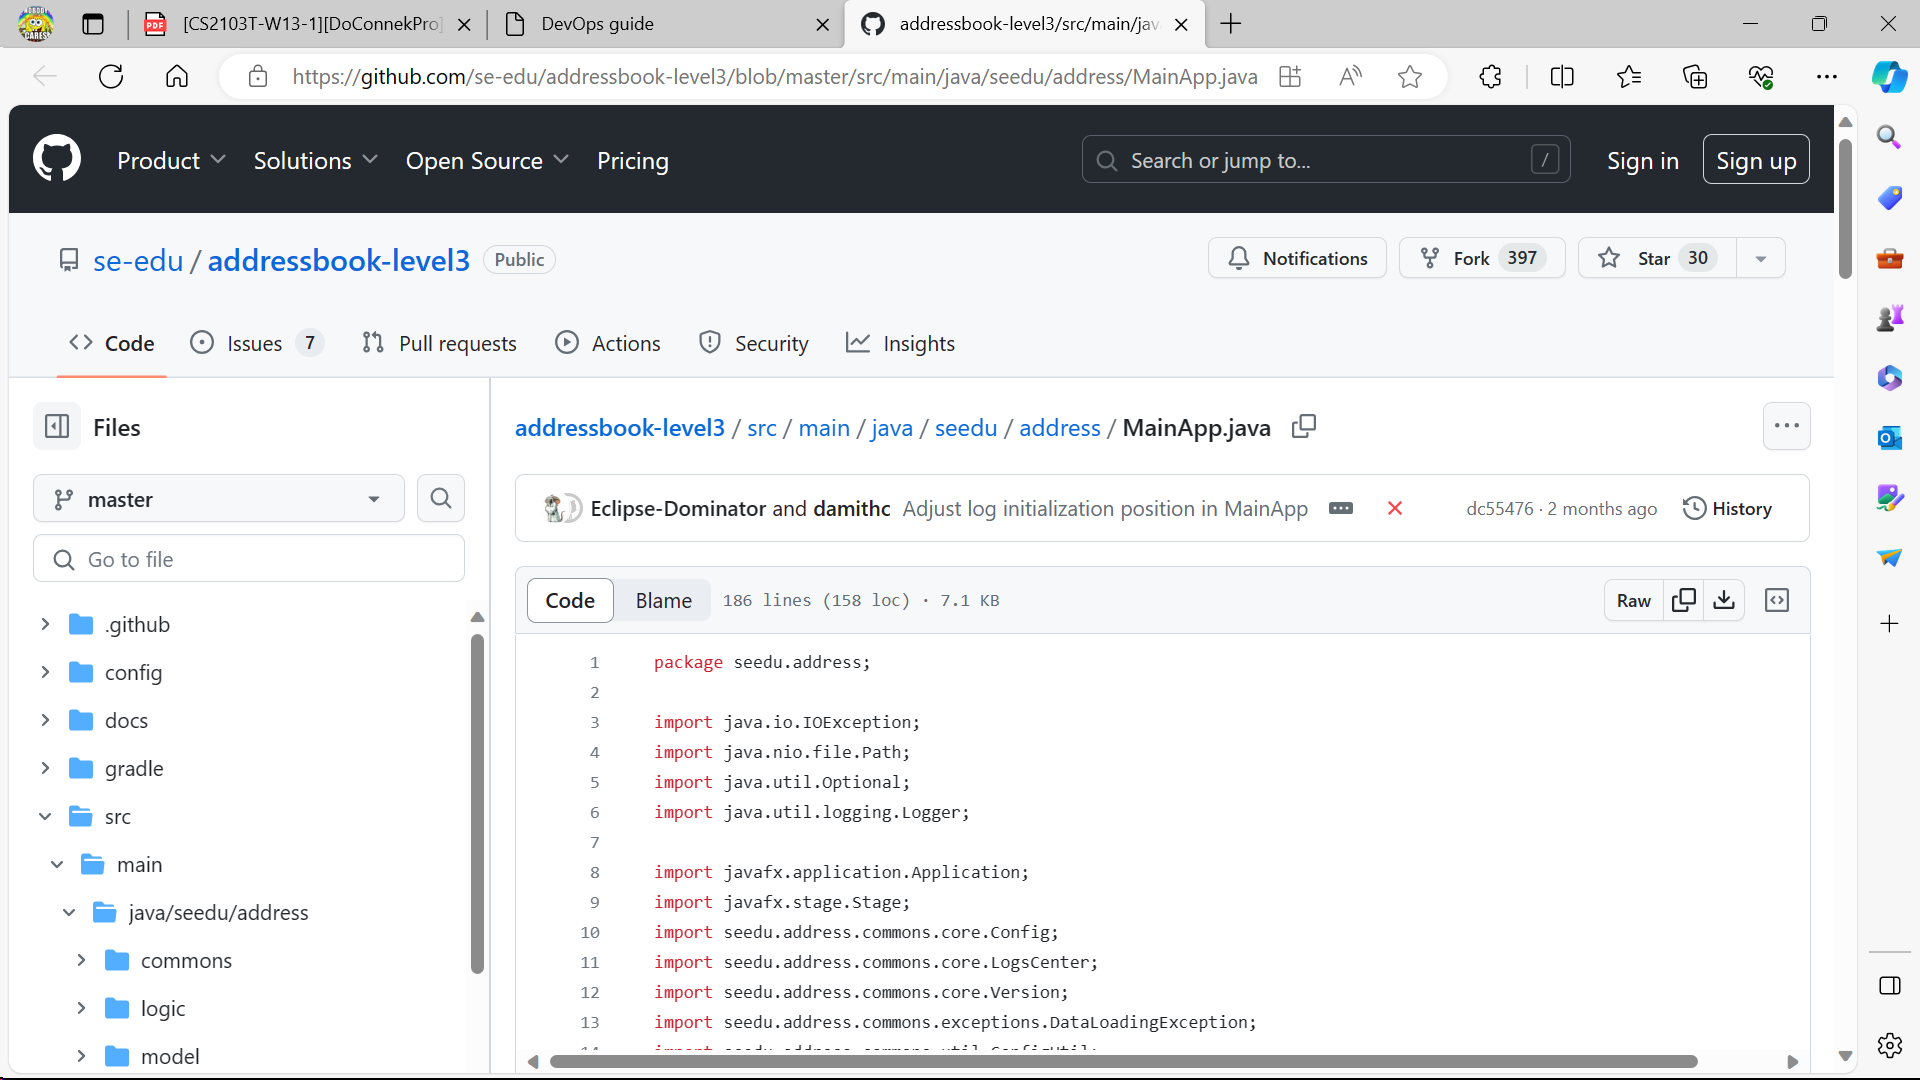 NOBODY CARES
PDF [CS2103T-W13-1][DoConnekPro]
DevOps guide
addressbook-level3/src/main/jav
https://github.com/se-edu/addressbook-level3/blob/master/src/main/java/seedu/address/MainApp.java
Product Solutions Open Source Pricing
Search or jump to... /
Sign in Sign up
se-edu / addressbook-level3 Public
Notifications Fork 397 Star 30
Code Issues 7 Pull requests Actions Security Insights
Files
addressbook-level3 / src / main / java / seedu / address / MainApp.java
master
Eclipse-Dominator and damithc Adjust log initialization position in MainApp
dc55476 · 2 months ago History
Go to file
Code Blame 186 lines (158 loc) · 7.1 KB Raw
.github
config
docs
gradle
src
main
java/seedu/address
commons
logic
model
1 package seedu.address;
2
3 import java.io.IOException;
4 import java.nio.file.Path;
5 import java.util.Optional;
6 import java.util.logging.Logger;
7
8 import javafx.application.Application;
9 import javafx.stage.Stage;
10 import seedu.address.commons.core.Config;
11 import seedu.address.commons.core.LogsCenter;
12 import seedu.address.commons.core.Version;
13 import seedu.address.commons.exceptions.DataLoadingException;
14 import seedu.address.commons.util.ConfigUtil;